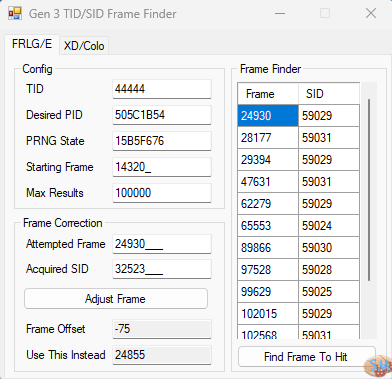 Gen 3 TID/SID Frame Finder
FRLG/E XD/Colo
Config
TID 44444
Desired PID 505C1B54
PRNG State 15B5F676
Starting Frame 14320_
Max Results 100000
Frame Correction
Attempted Frame 24930___
Acquired SID 32523___
Adjust Frame
Frame Offset -75
Use This Instead 24855
Frame Finder
Frame SID
24930 59029
28177 59031
29394 59029
47631 59031
62279 59029
65553 59024
89866 59030
97528 59028
99629 59025
102015 59029
102568 59031
Find Frame To Hit